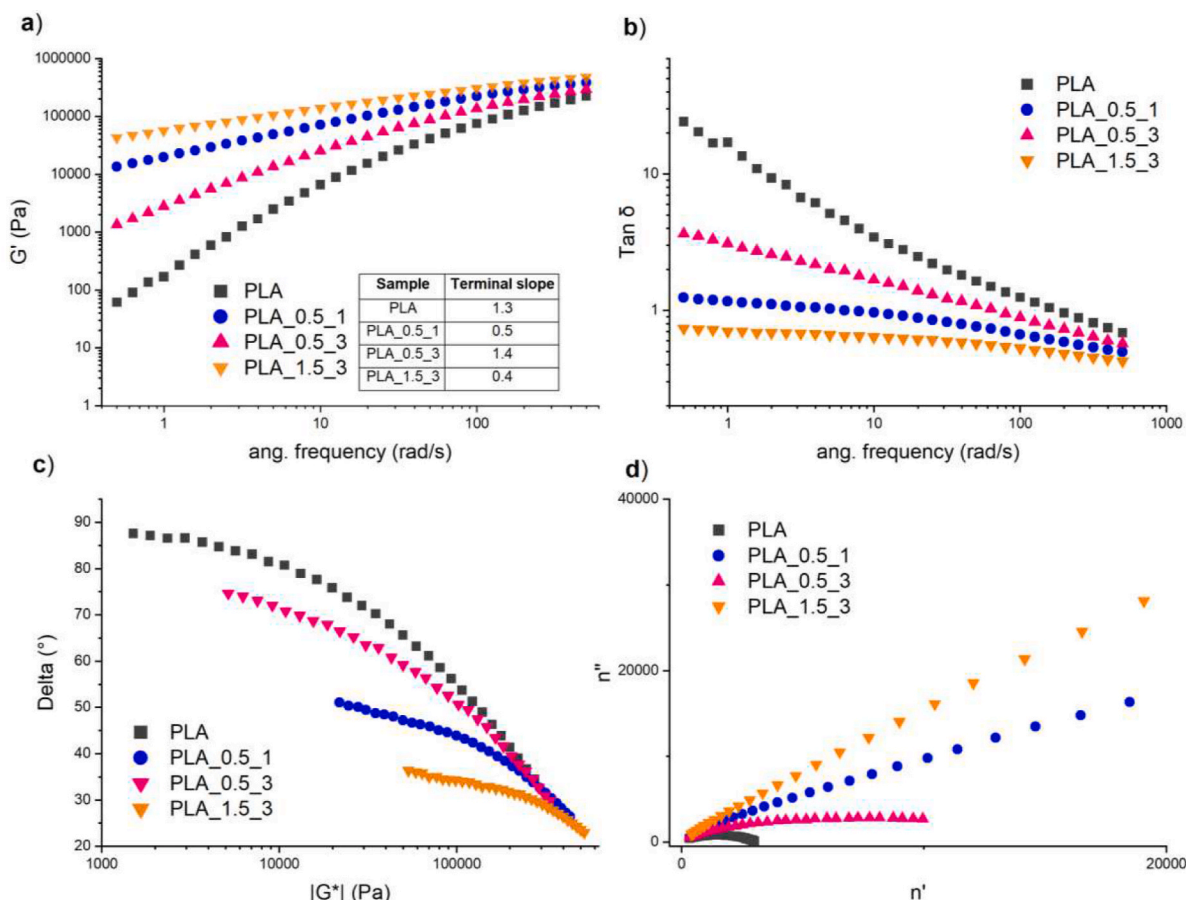 a)
1000000
100000
10000
1000
100
10
1
G' (Pa)
PLA
PLA_0.5_1
PLA_0.5_3
PLA_1.5_3
Sample Terminal slope
PLA 1.3
PLA_0.5_1 0.5
PLA_0.5_3 1.4
PLA_1.5_3 0.4
1 10 100
ang. frequency (rad/s)
b)
10
1
Tan δ
PLA
PLA_0.5_1
PLA_0.5_3
PLA_1.5_3
1 10 100 1000
ang. frequency (rad/s)
c)
90
80
70
60
50
40
30
20
Delta (°)
PLA
PLA_0.5_1
PLA_0.5_3
PLA_1.5_3
1000 10000 100000
|G*| (Pa)
d)
40000
20000
0
n''
PLA
PLA_0.5_1
PLA_0.5_3
PLA_1.5_3
0 20000
n'